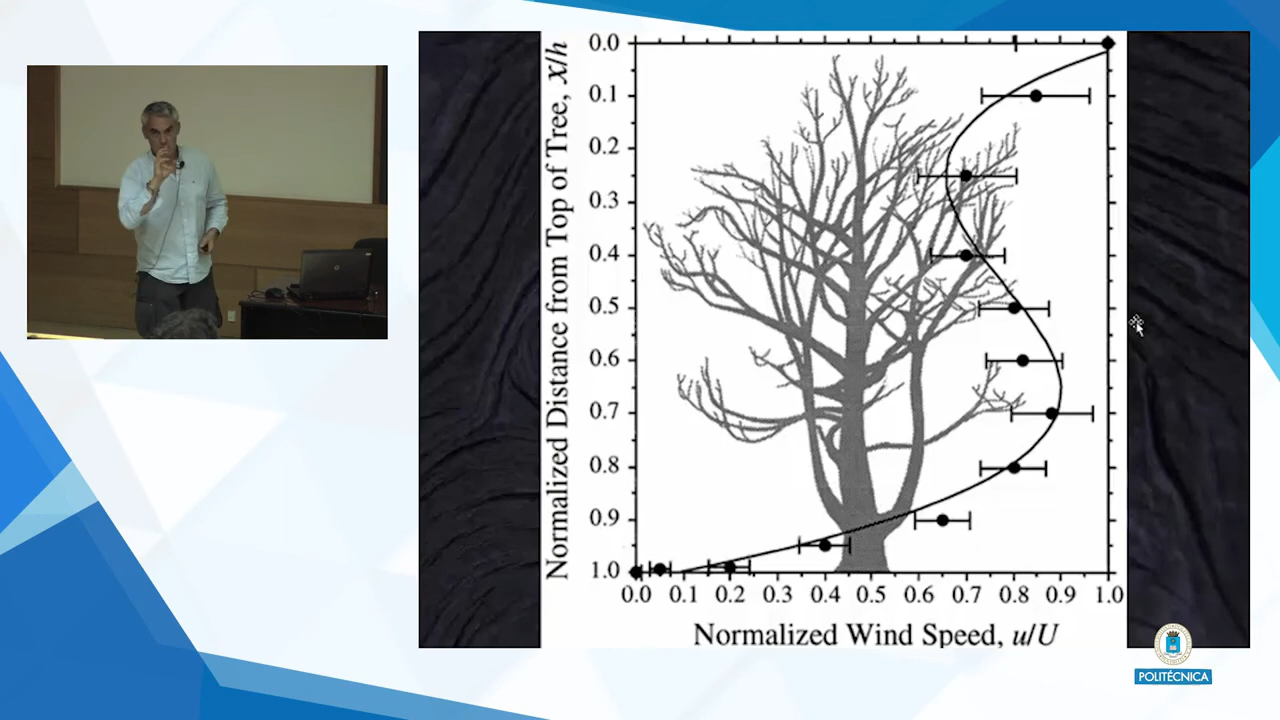 Normalized Distance from Top of Tree, x/h
0.0
0.1
0.2
0.3
0.4
0.5
0.6
0.7
0.8
0.9
1.0
0.0 0.1 0.2 0.3 0.4 0.5 0.6 0.7 0.8 0.9 1.0
Normalized Wind Speed, u/U
POLITÉCNICA